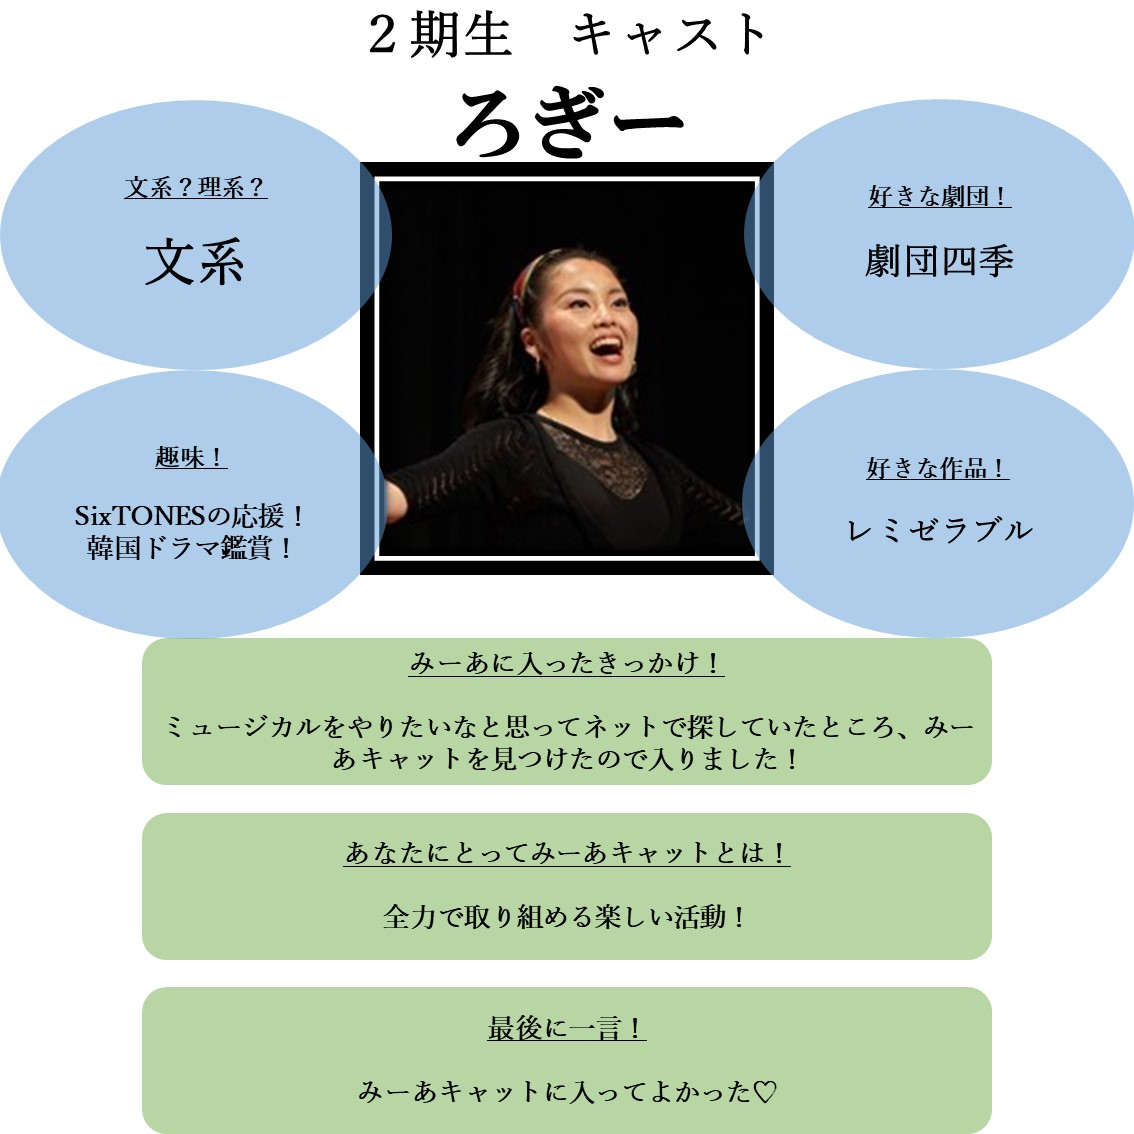 ２期生　キャスト
ろぎー
文系？理系？
文系
好きな劇団！
劇団四季
趣味！
SixTONESの応援！
韓国ドラマ鑑賞！
好きな作品！
レミゼラブル
みーあに入ったきっかけ！
ミュージカルをやりたいなと思ってネットで探していたところ、みー
あキャットを見つけたので入りました！
あなたにとってみーあキャットとは！
全力で取り組める楽しい活動！
最後に一言！
みーあキャットに入ってよかった♡